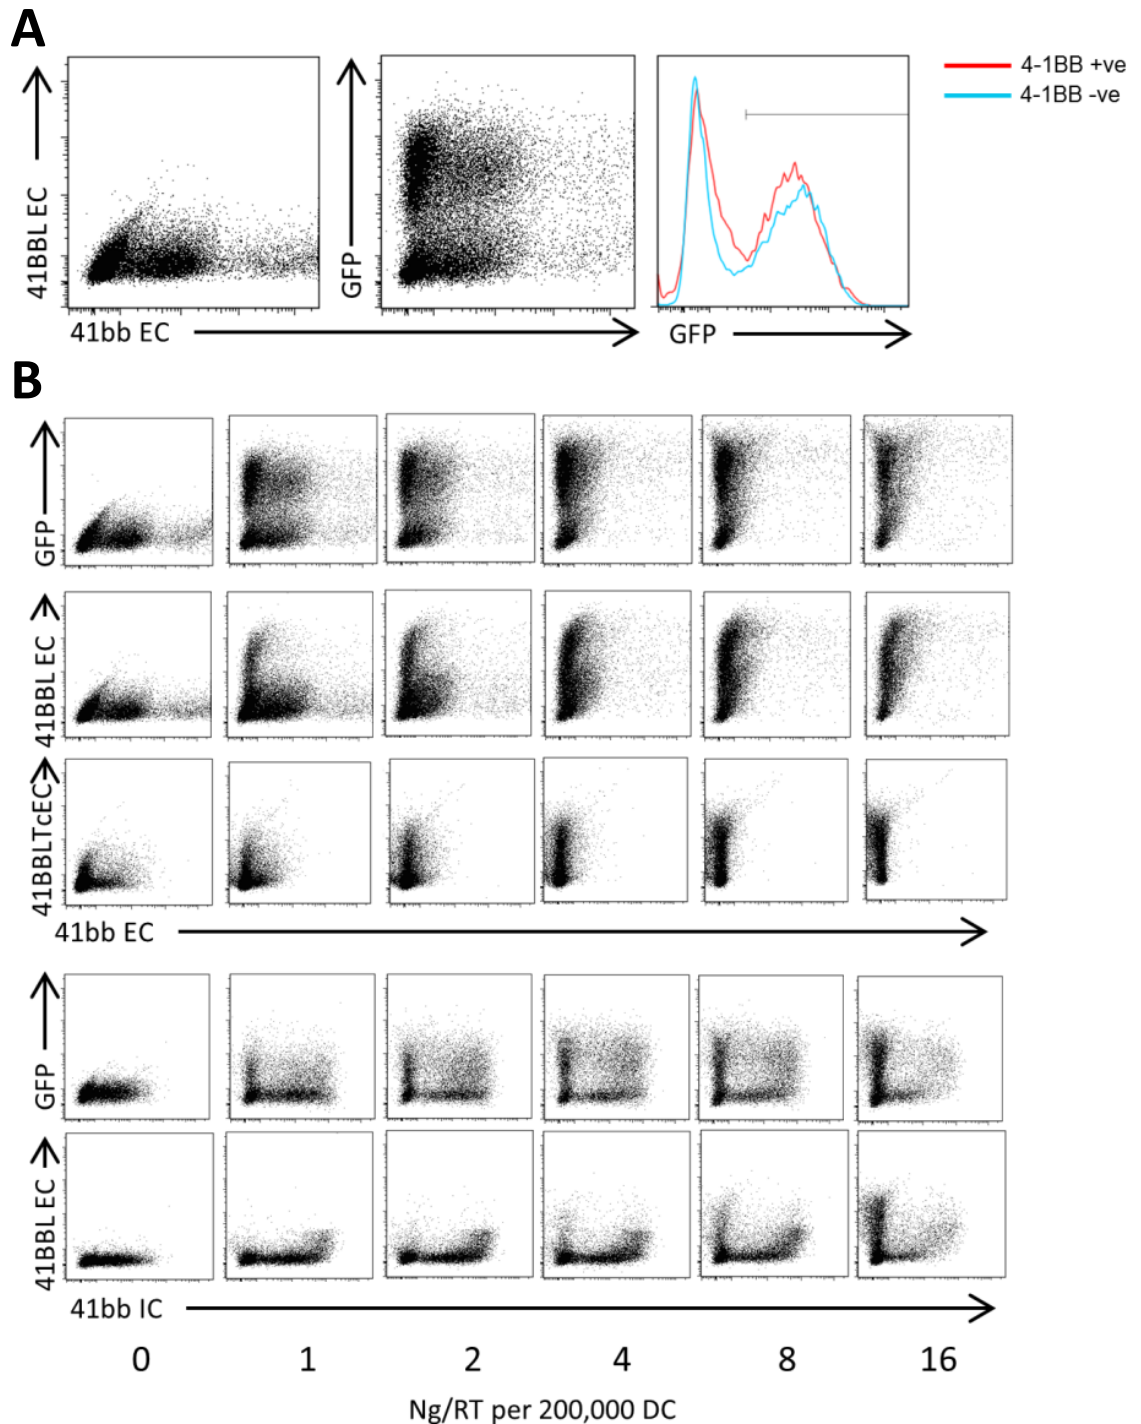 A
41BBL EC
GFP
4-1BB +ve
4-1BB -ve
41bb EC
GFP
B
GFP
41BBL EC
41BBLTcEC
41bb EC
GFP
41BBL EC
41bb IC
0 1 2 4 8 16
Ng/RT per 200,000 DC